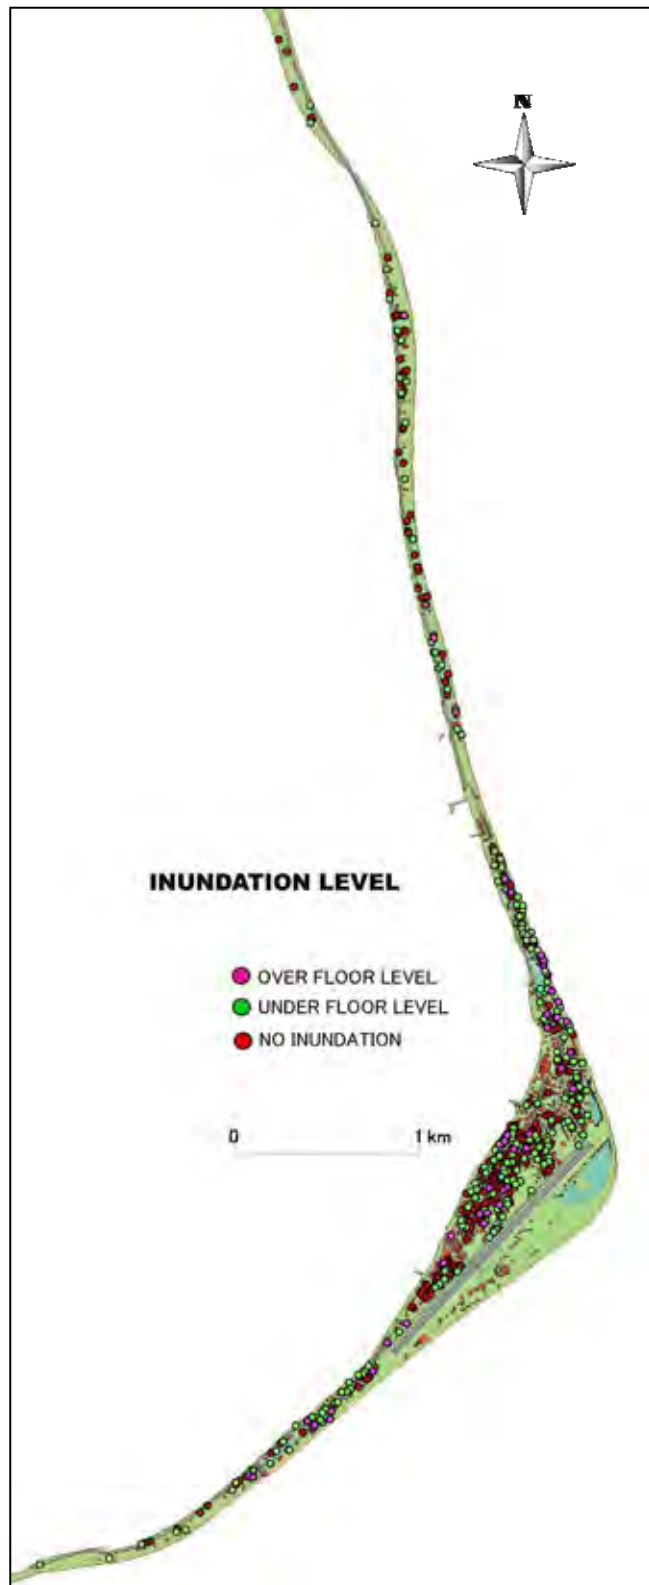 N
INUNDATION LEVEL
OVER FLOOR LEVEL
UNDER FLOOR LEVEL
NO INUNDATION
0 1 km